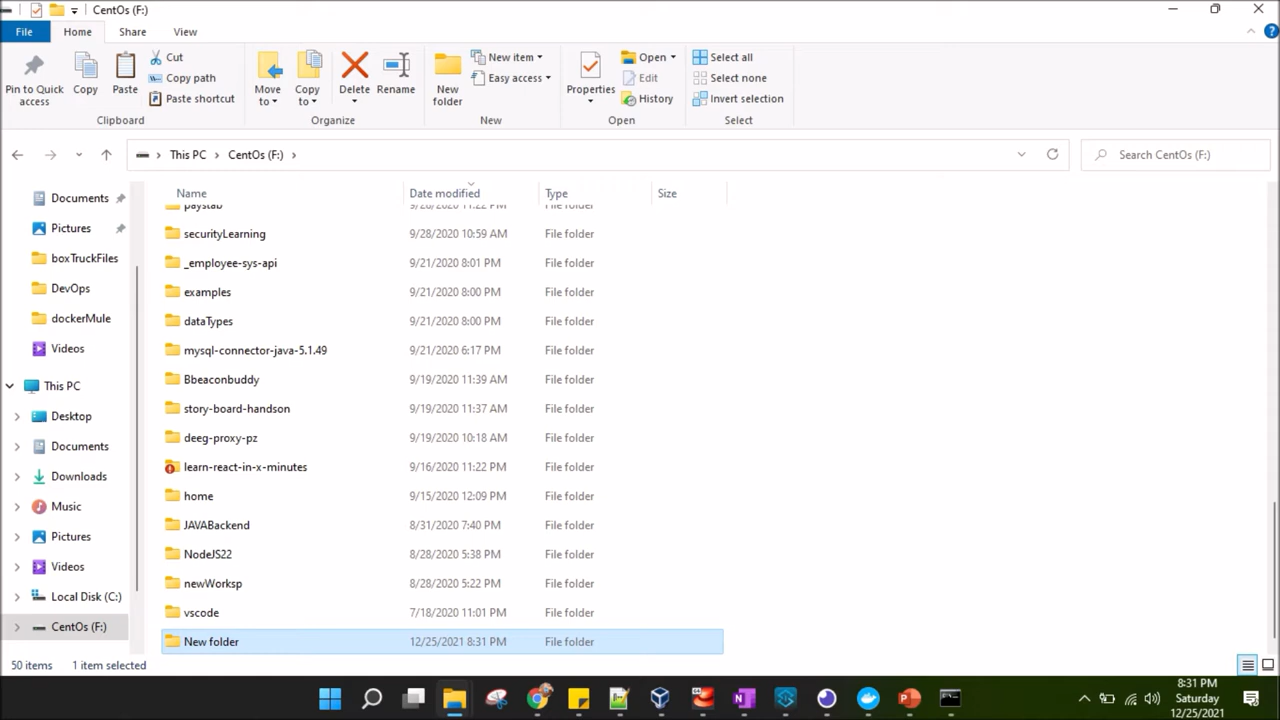 CentOs (F:)
File Home Share View
Pin to Quick access
Copy
Paste
Cut
Copy path
Paste shortcut
Clipboard
Move to
Copy to
Delete
Rename
Organize
New folder
New item
Easy access
New
Properties
Open
Edit
History
Open
Select all
Select none
Invert selection
Select
This PC CentOs (F:)
Search CentOs (F:)
Documents
Pictures
boxTruckFiles
DevOps
dockerMule
Videos
This PC
Desktop
Documents
Downloads
Music
Pictures
Videos
Local Disk (C:)
CentOs (F:)
Name Date modified Type Size
paystab 9/28/2020 11:22 PM File folder
securityLearning 9/28/2020 10:59 AM File folder
_employee-sys-api 9/21/2020 8:01 PM File folder
examples 9/21/2020 8:00 PM File folder
dataTypes 9/21/2020 8:00 PM File folder
mysql-connector-java-5.1.49 9/21/2020 6:17 PM File folder
Bbeaconbuddy 9/19/2020 11:39 AM File folder
story-board-handson 9/19/2020 11:37 AM File folder
deeg-proxy-pz 9/19/2020 10:18 AM File folder
learn-react-in-x-minutes 9/16/2020 11:22 PM File folder
home 9/15/2020 12:09 PM File folder
JAVABackend 8/31/2020 7:40 PM File folder
NodeJS22 8/28/2020 5:38 PM File folder
newWorksp 8/28/2020 5:22 PM File folder
vscode 7/18/2020 11:01 PM File folder
New folder 12/25/2021 8:31 PM File folder
50 items 1 item selected
8:31 PM
Saturday
12/25/2021